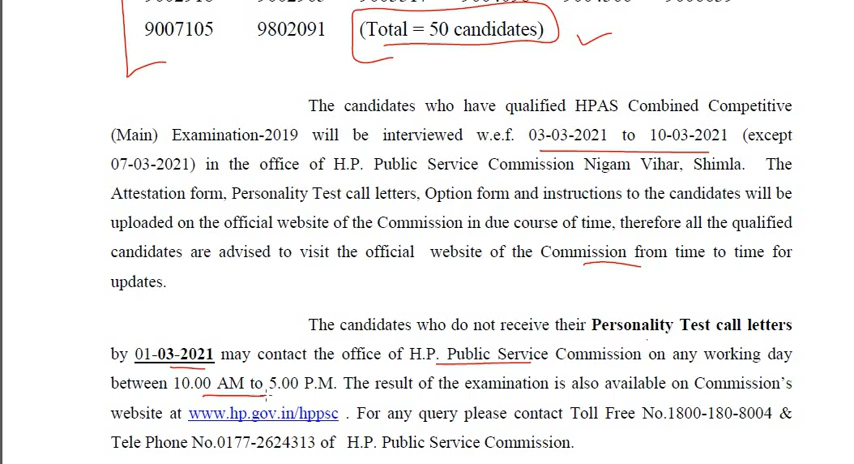 9007105 9802091 (Total = 50 candidates)
The candidates who have qualified HPAS Combined Competitive
(Main) Examination-2019 will be interviewed w.e.f. 03-03-2021 to 10-03-2021 (except
07-03-2021) in the office of H.P. Public Service Commission Nigam Vihar, Shimla. The
Attestation form, Personality Test call letters, Option form and instructions to the candidates will be
uploaded on the official website of the Commission in due course of time, therefore all the qualified
candidates are advised to visit the official website of the Commission from time to time for
updates.
The candidates who do not receive their Personality Test call letters
by 01-03-2021 may contact the office of H.P. Public Service Commission on any working day
between 10.00 AM to 5.00 P.M. The result of the examination is also available on Commission's
website at www.hp.gov.in/hppsc . For any query please contact Toll Free No.1800-180-8004 &
Tele Phone No.0177-2624313 of H.P. Public Service Commission.